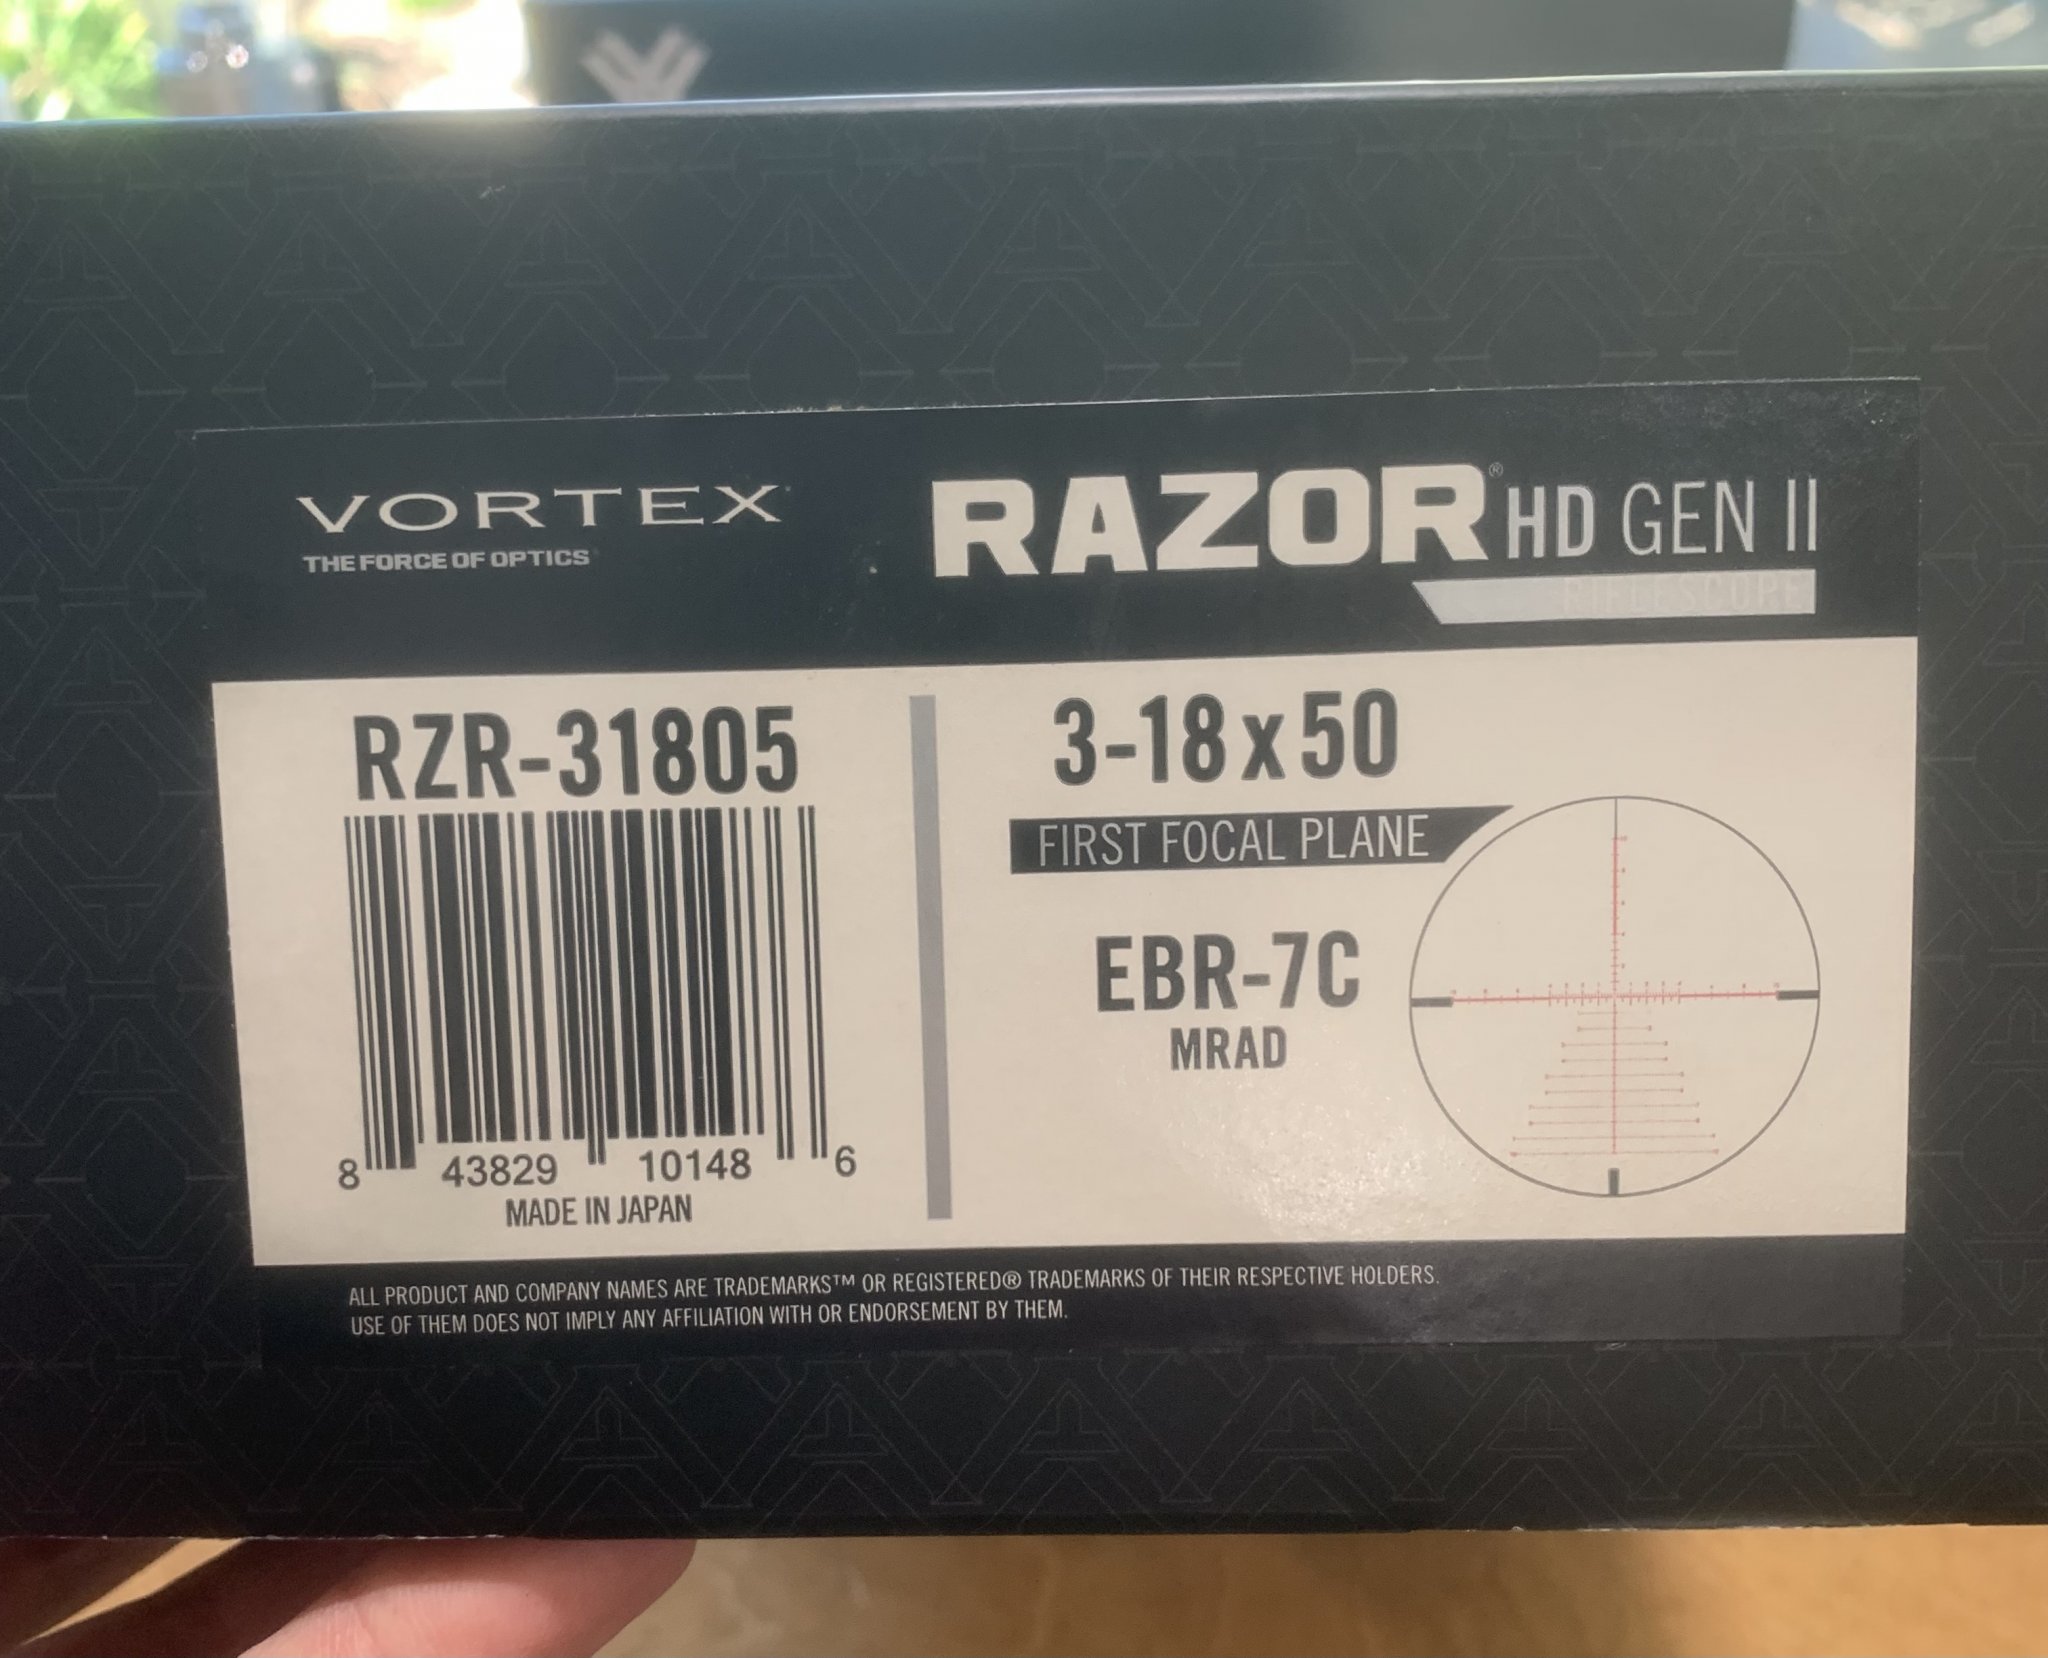 VORTEX
THE FORCE OF OPTICS
RAZOR® HD GEN II
RIFLESCOPE
RZR-31805
8 43829 10148 6
MADE IN JAPAN
3-18x50
FIRST FOCAL PLANE
EBR-7C
MRAD
ALL PRODUCT AND COMPANY NAMES ARE TRADEMARKS™ OR REGISTERED® TRADEMARKS OF THEIR RESPECTIVE HOLDERS.
USE OF THEM DOES NOT IMPLY ANY AFFILIATION WITH OR ENDORSEMENT BY THEM.